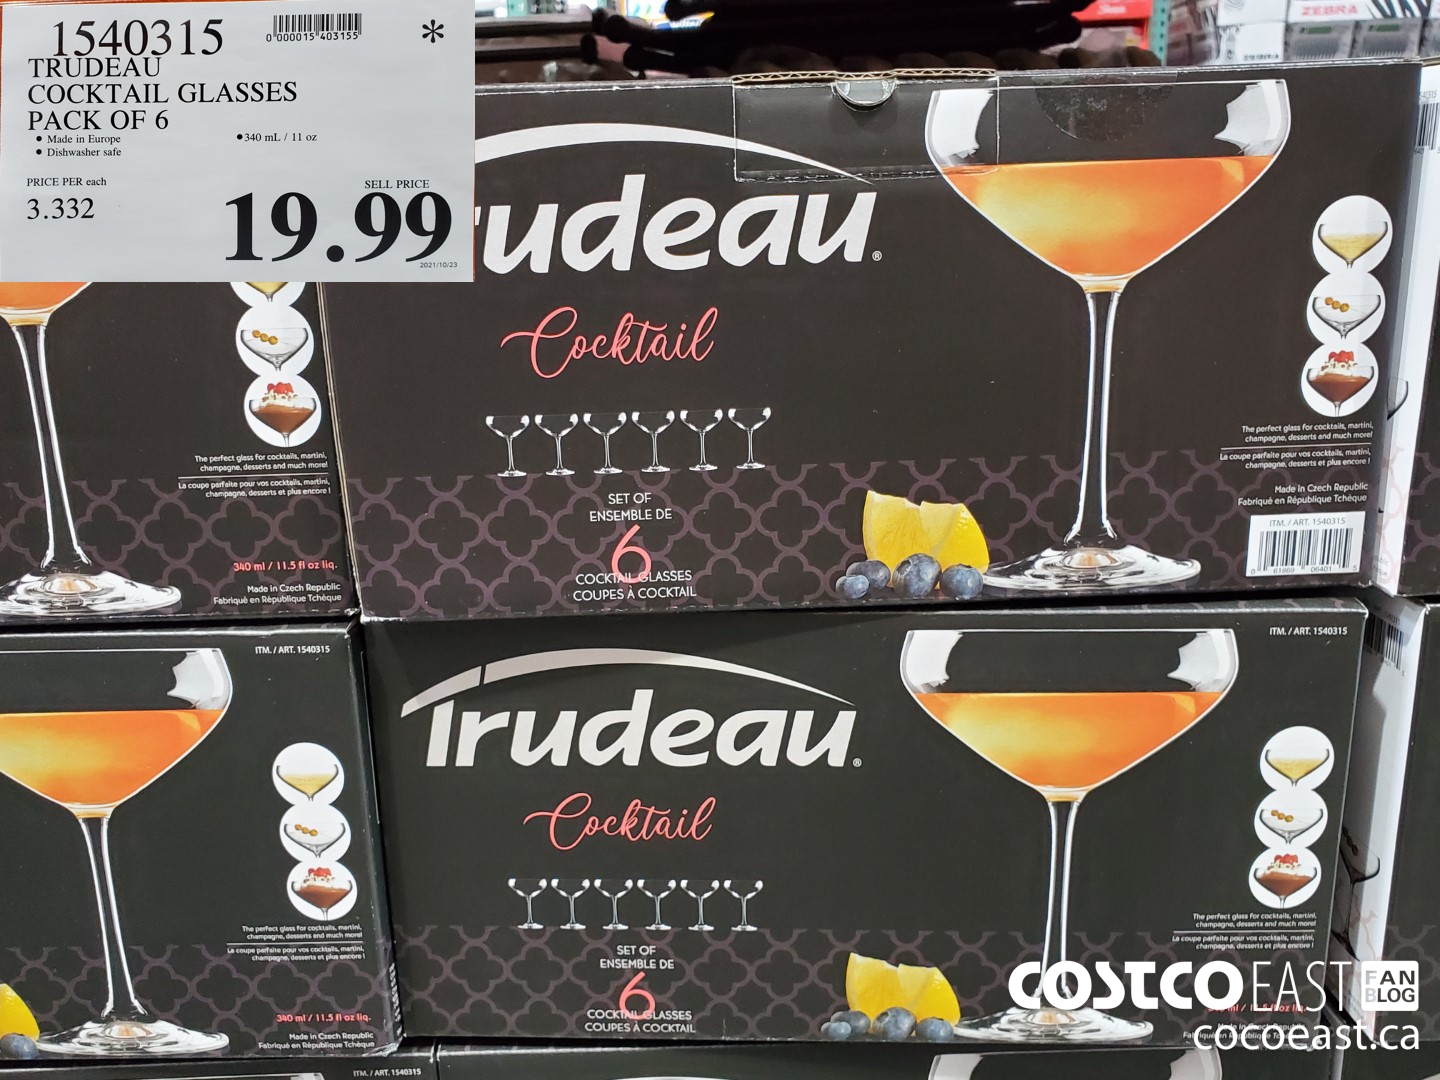 1540315
0 000015 403155
*
TRUDEAU
COCKTAIL GLASSES
PACK OF 6
• Made in Europe
• 340 mL / 11 oz
• Dishwasher safe
PRICE PER each
3.332
SELL PRICE
19.99
2021/10/23
ZEBRA
The perfect glass for cocktails, martini,
champagne, desserts and much more!
La coupe parfaite pour vos cocktails, martini,
champagne, desserts et plus encore !
340 ml / 11.5 fl oz liq.
Made in Czech Republic
Fabriqué en République Tchèque
rudeau®
Cocktail
SET OF
ENSEMBLE DE
6
COCKTAIL GLASSES
COUPES À COCKTAIL
The perfect glass for cocktails, martini,
champagne, desserts and much more!
La coupe parfaite pour vos cocktails, martini,
champagne, desserts et plus encore !
Made in Czech Republic
Fabriqué en République Tchèque
ITM. / ART. 1540315
0 61869 06401 5
ITM. / ART. 1540315
The perfect glass for cocktails, martini,
champagne, desserts and much more!
La coupe parfaite pour vos cocktails, martini,
champagne, desserts et plus encore !
340 ml / 11.5 fl oz liq.
Made in Czech Republic
Fabriqué en République Tchèque
Trudeau®
Cocktail
SET OF
ENSEMBLE DE
6
COCKTAIL GLASSES
COUPES À COCKTAIL
ITM. / ART. 1540315
The perfect glass for cocktails, martini,
champagne, desserts and much more!
La coupe parfaite pour vos cocktails, martini,
champagne, desserts et plus encore !
COSTCO EAST FAN BLOG
cocoeast.ca
ITM. / ART. 1540315